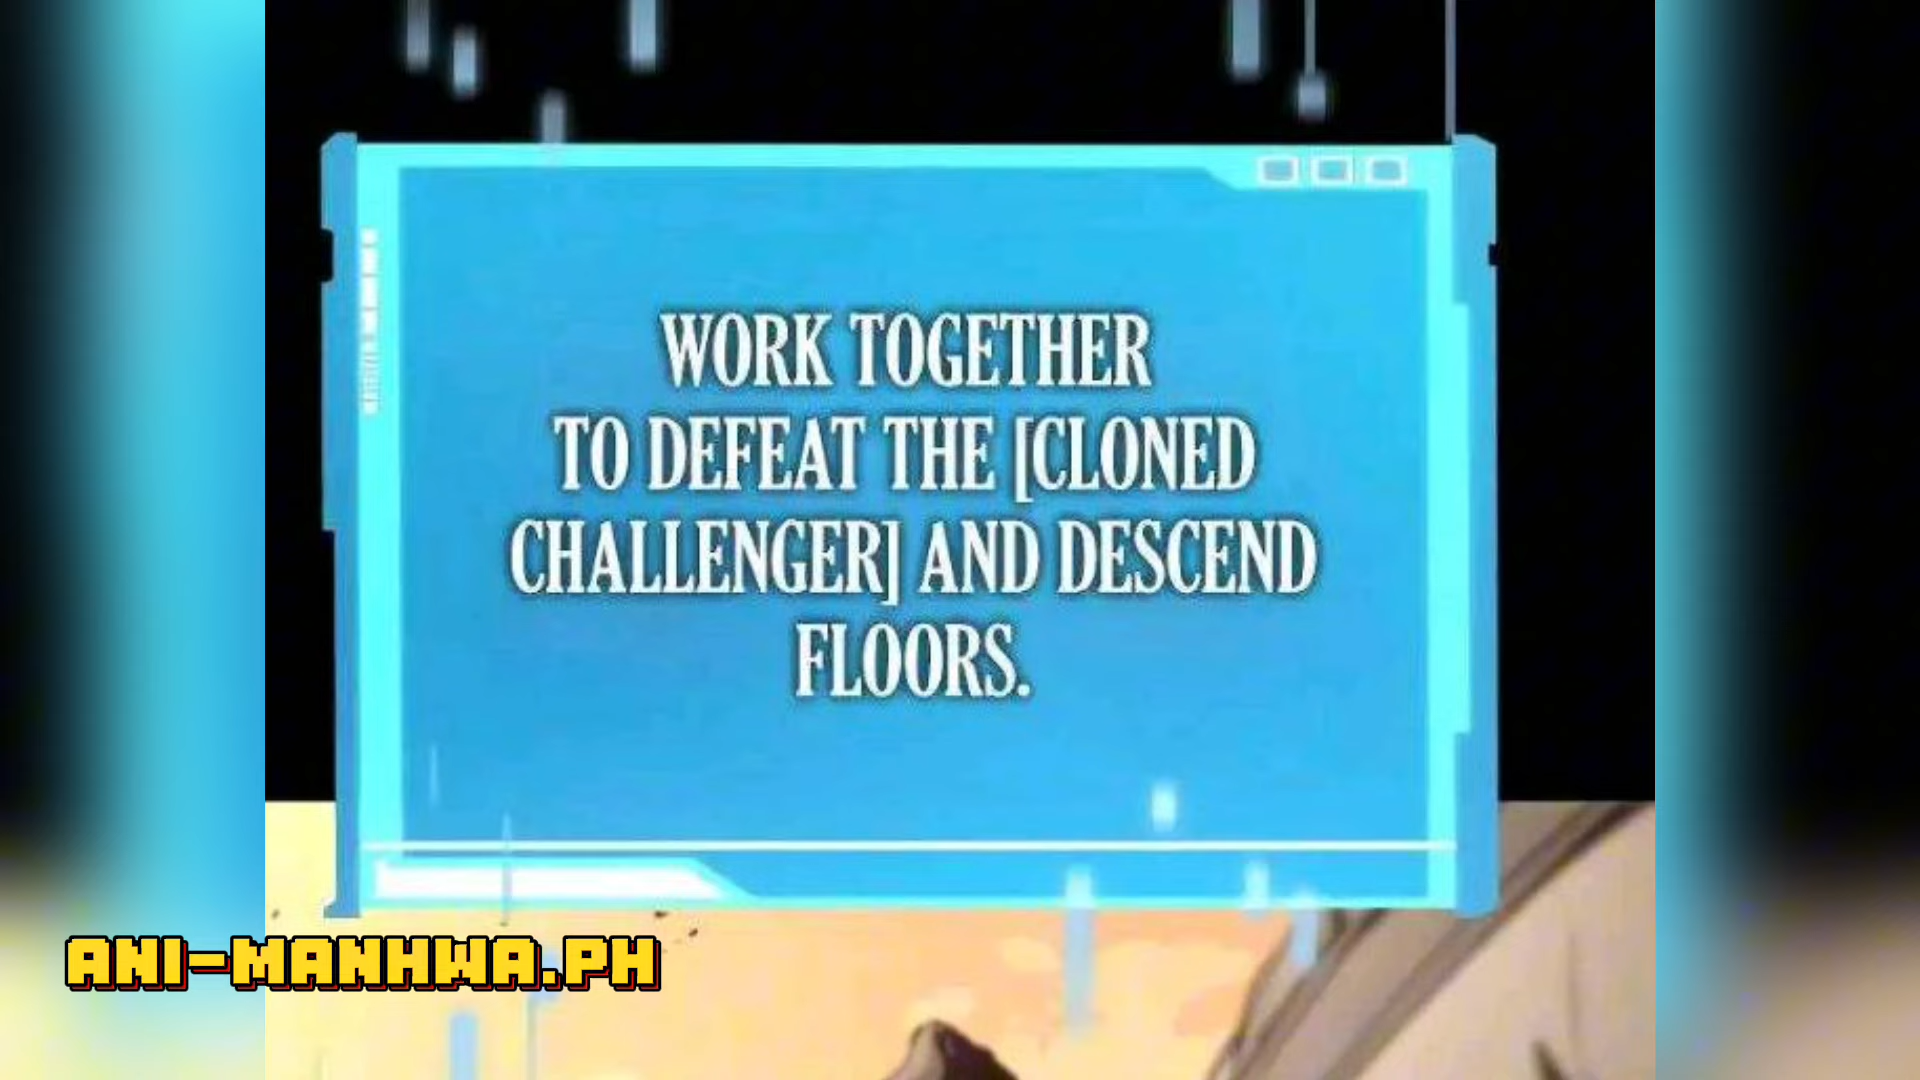 WORK TOGETHER
TO DEFEAT THE [CLONED
CHALLENGER] AND DESCEND
FLOORS.
ANI-MANHWA.PH